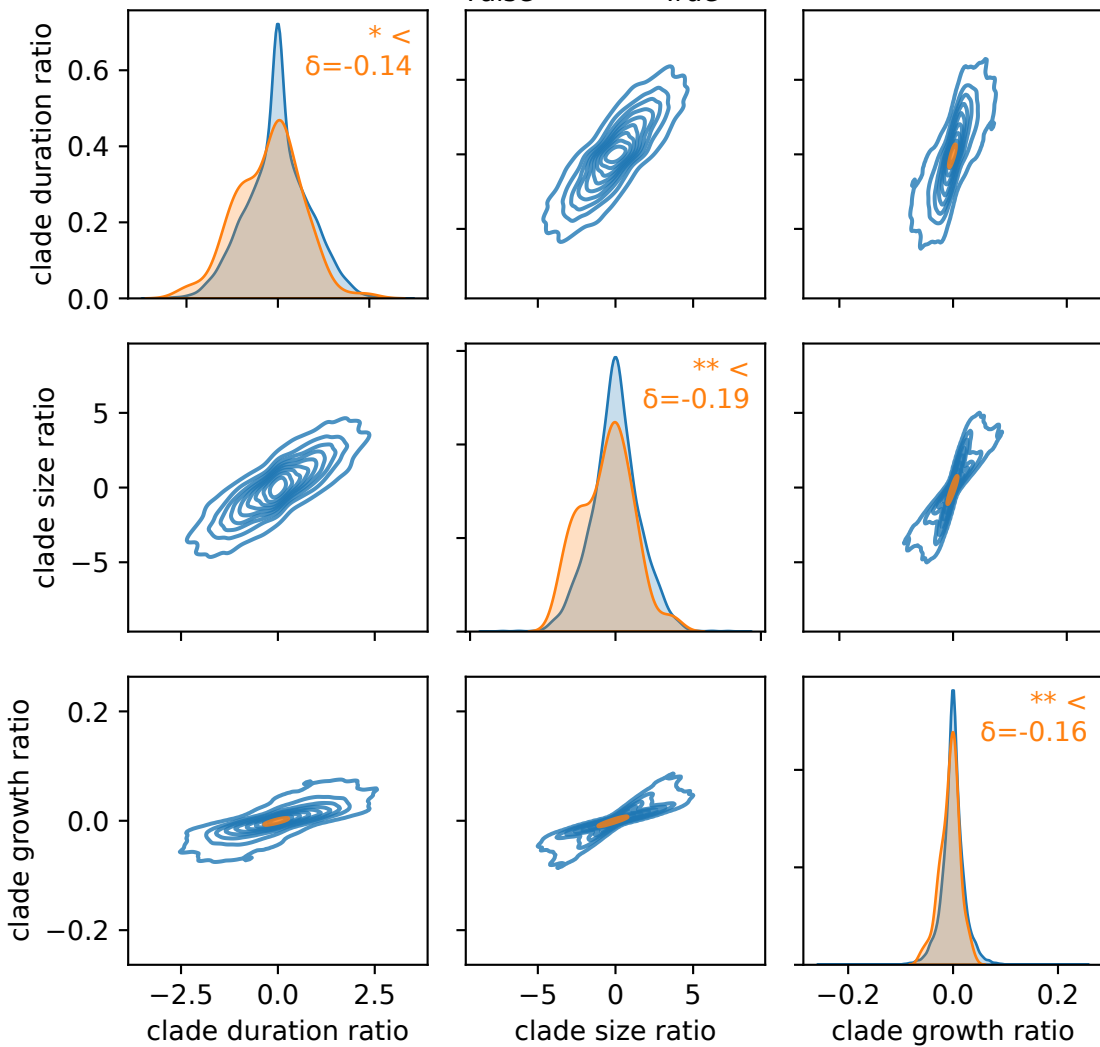 clade duration ratio
0.6
0.4
0.2
0.0
* <
δ=-0.14
clade size ratio
5
0
−5
** <
δ=-0.19
clade growth ratio
0.2
0.0
−0.2
** <
δ=-0.16
−2.5
0.0
2.5
−5
0
5
−0.2
0.0
0.2
clade duration ratio
clade size ratio
clade growth ratio